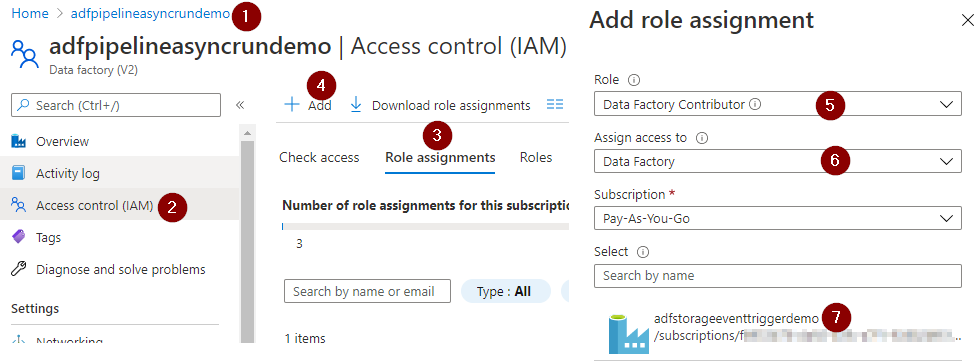 Home > adfpipelineasyncrundemo 1
adfpipelineasyncrundemo | Access control (IAM)
Data factory (V2)
Search (Ctrl+/)
«
Overview
Activity log
Access control (IAM) 2
Tags
Diagnose and solve problems
Settings
Networking
4
+ Add
Download role assignments
3
Check access
Role assignments
Roles
Number of role assignments for this subscriptio
3
Search by name or email
Type : All
1 items
Add role assignment
Role
Data Factory Contributor 5
Assign access to
Data Factory 6
Subscription *
Pay-As-You-Go
Select
Search by name
adfstorageeventtriggerdemo 7
/subscriptions/f